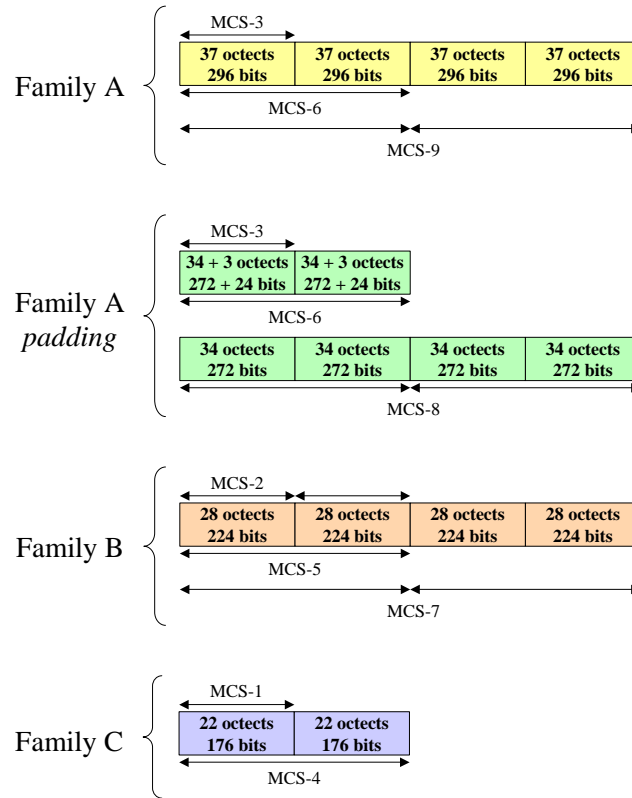 MCS-3
Family A
37 octects 37 octects 37 octects 37 octects
296 bits 296 bits 296 bits 296 bits
MCS-6
MCS-9
MCS-3
Family A
padding
34 + 3 octects 34 + 3 octects
272 + 24 bits 272 + 24 bits
MCS-6
34 octects 34 octects 34 octects 34 octects
272 bits 272 bits 272 bits 272 bits
MCS-8
MCS-2
Family B
28 octects 28 octects 28 octects 28 octects
224 bits 224 bits 224 bits 224 bits
MCS-5
MCS-7
MCS-1
Family C
22 octects 22 octects
176 bits 176 bits
MCS-4